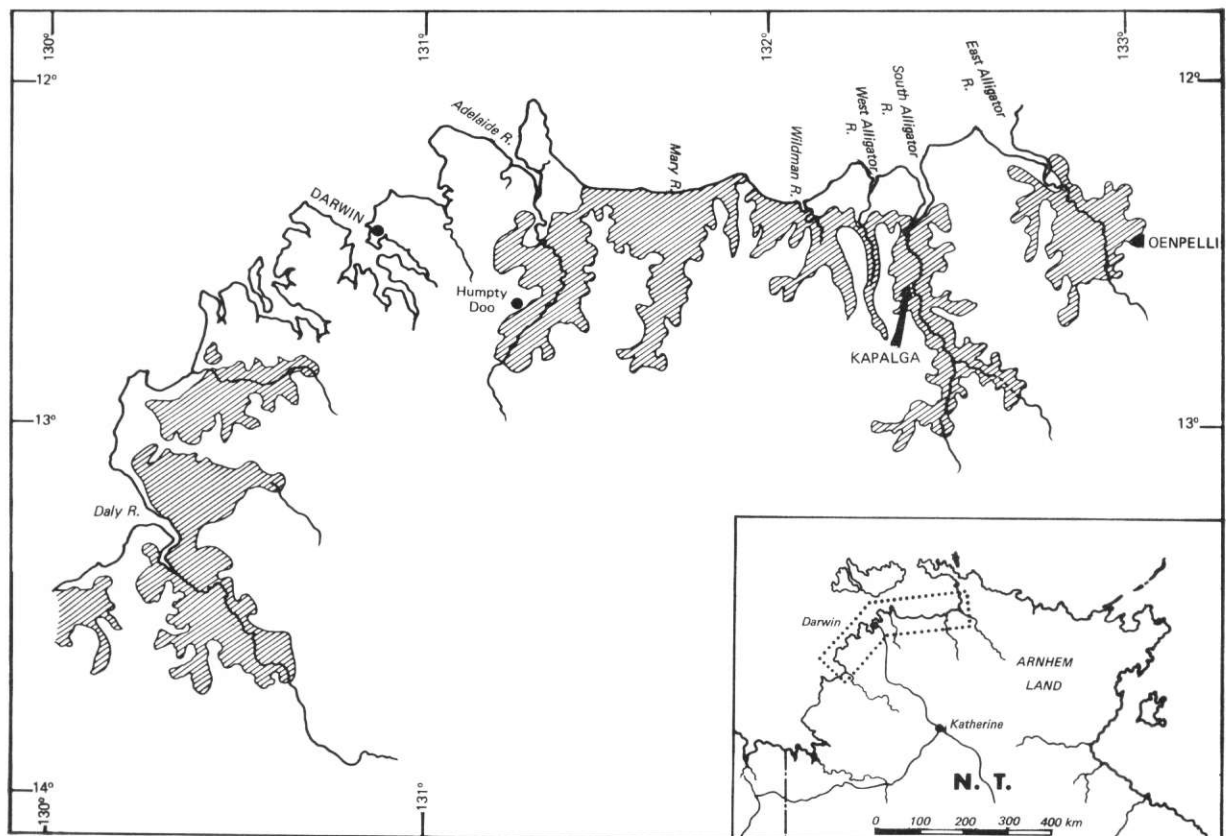 130°
131°
132°
133°
12°
12°
Adelaide R.
Mary R.
Wildman R.
West Alligator
R.
South Alligator
R.
East Alligator
R.
DARWIN
OENPELLI
Humpty
Doo
KAPALGA
13°
13°
Daly R.
14°
130°
131°
Darwin
ARNHEM
LAND
Katherine
N. T.
0 100 200 300 400 km